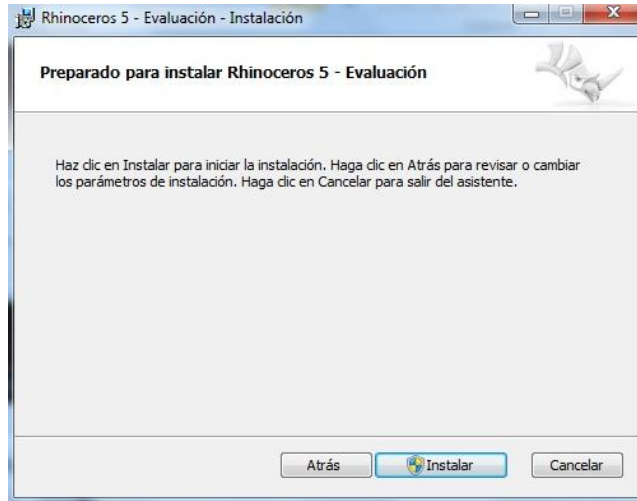 Rhinoceros 5 - Evaluación - Instalación
Preparado para instalar Rhinoceros 5 - Evaluación
Haz clic en Instalar para iniciar la instalación. Haga clic en Atrás para revisar o cambiar
los parámetros de instalación. Haga clic en Cancelar para salir del asistente.
Atrás
Instalar
Cancelar